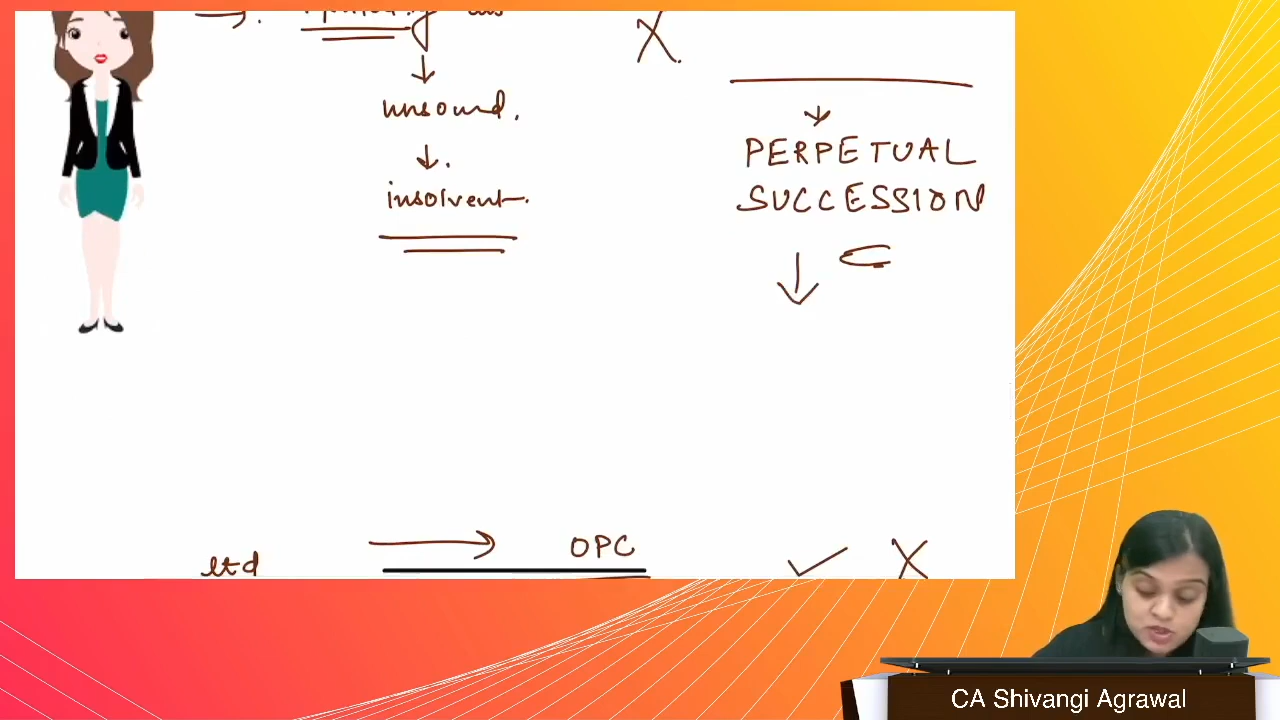 unsound.
insolvent.
PERPETUAL
SUCCESSION
OPC
ltd
CA Shivangi Agrawal